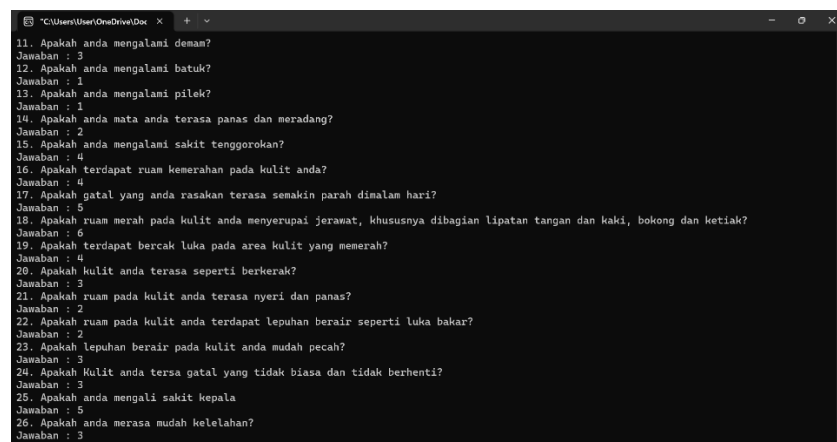 "C:\Users\User\OneDrive\Doc
11. Apakah anda mengalami demam?
Jawaban : 3
12. Apakah anda mengalami batuk?
Jawaban : 1
13. Apakah anda mengalami pilek?
Jawaban : 1
14. Apakah anda mata anda terasa panas dan meradang?
Jawaban : 2
15. Apakah anda mengalami sakit tenggorokan?
Jawaban : 4
16. Apakah terdapat ruam kemerahan pada kulit anda?
Jawaban : 4
17. Apakah gatal yang anda rasakan terasa semakin parah dimalam hari?
Jawaban : 5
18. Apakah ruam merah pada kulit anda menyerupai jerawat, khususnya dibagian lipatan tangan dan kaki, bokong dan ketiak?
Jawaban : 6
19. Apakah terdapat bercak luka pada area kulit yang memerah?
Jawaban : 4
20. Apakah kulit anda terasa seperti berkerak?
Jawaban : 3
21. Apakah ruam pada kulit anda terasa nyeri dan panas?
Jawaban : 2
22. Apakah ruam pada kulit anda terdapat lepuhan berair seperti luka bakar?
Jawaban : 2
23. Apakah lepuhan berair pada kulit anda mudah pecah?
Jawaban : 3
24. Apakah Kulit anda tersa gatal yang tidak biasa dan tidak berhenti?
Jawaban : 3
25. Apakah anda mengali sakit kepala
Jawaban : 5
26. Apakah anda merasa mudah kelelahan?
Jawaban : 3